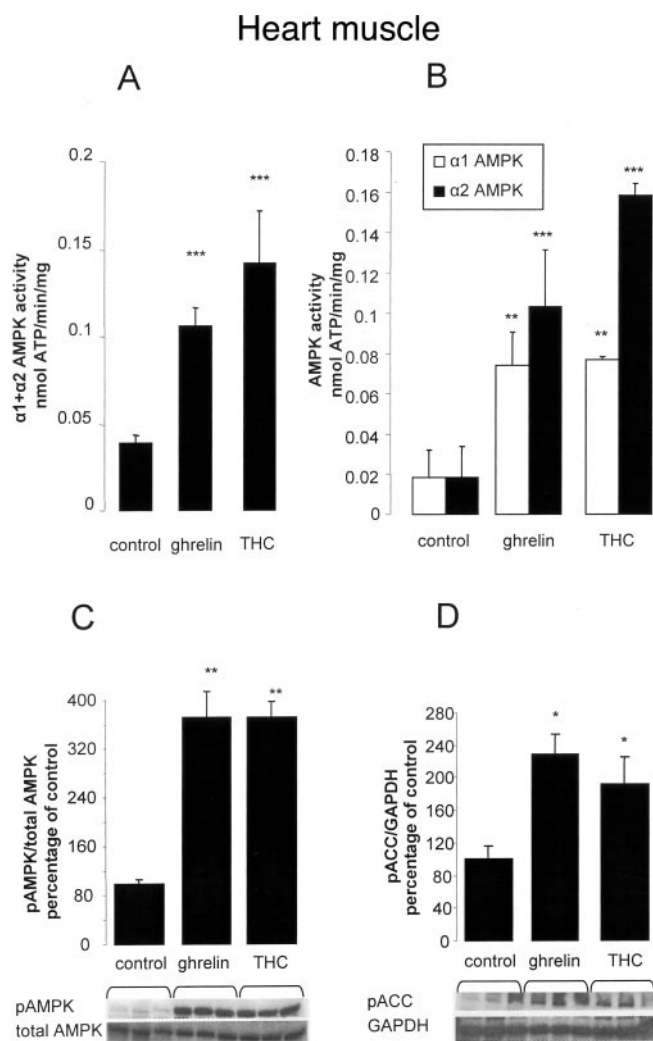 Heart muscle
A
α1+α2 AMPK activity
nmol ATP/min/mg
0.2
0.15
0.1
0.05
0
***
***
control ghrelin THC
B
AMPK activity
nmol ATP/min/mg
0.18
0.16
0.14
0.12
0.10
0.08
0.06
0.04
0.02
0
α1 AMPK
α2 AMPK
**
***
**
***
control ghrelin THC
C
pAMPK/total AMPK
percentage of control
400
360
160
80
0
**
**
control ghrelin THC
pAMPK
total AMPK
D
pACC/GAPDH
percentage of control
280
240
200
120
80
40
0
*
*
control ghrelin THC
pACC
GAPDH